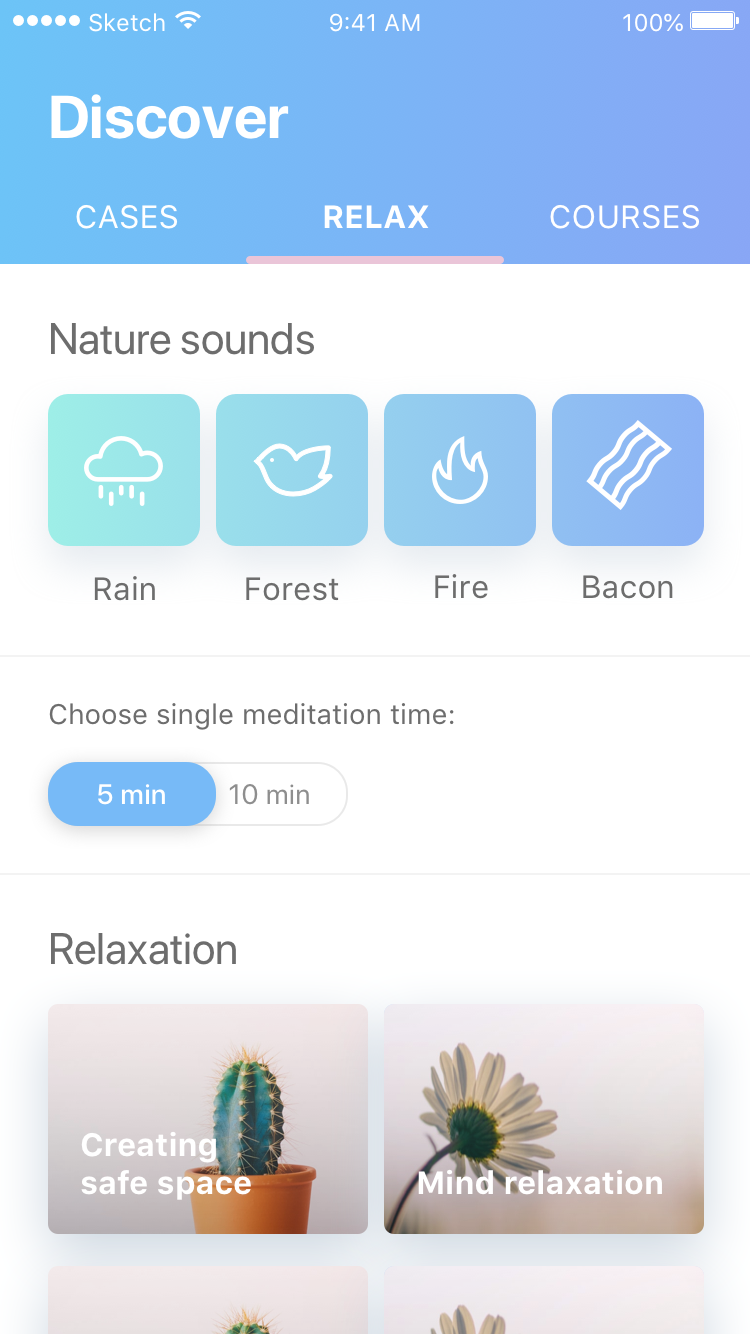 Sketch 9:41 AM 100%
Discover
CASES RELAX COURSES
Nature sounds
Rain Forest Fire Bacon
Choose single meditation time:
5 min 10 min
Relaxation
Creating
safe space
Mind relaxation